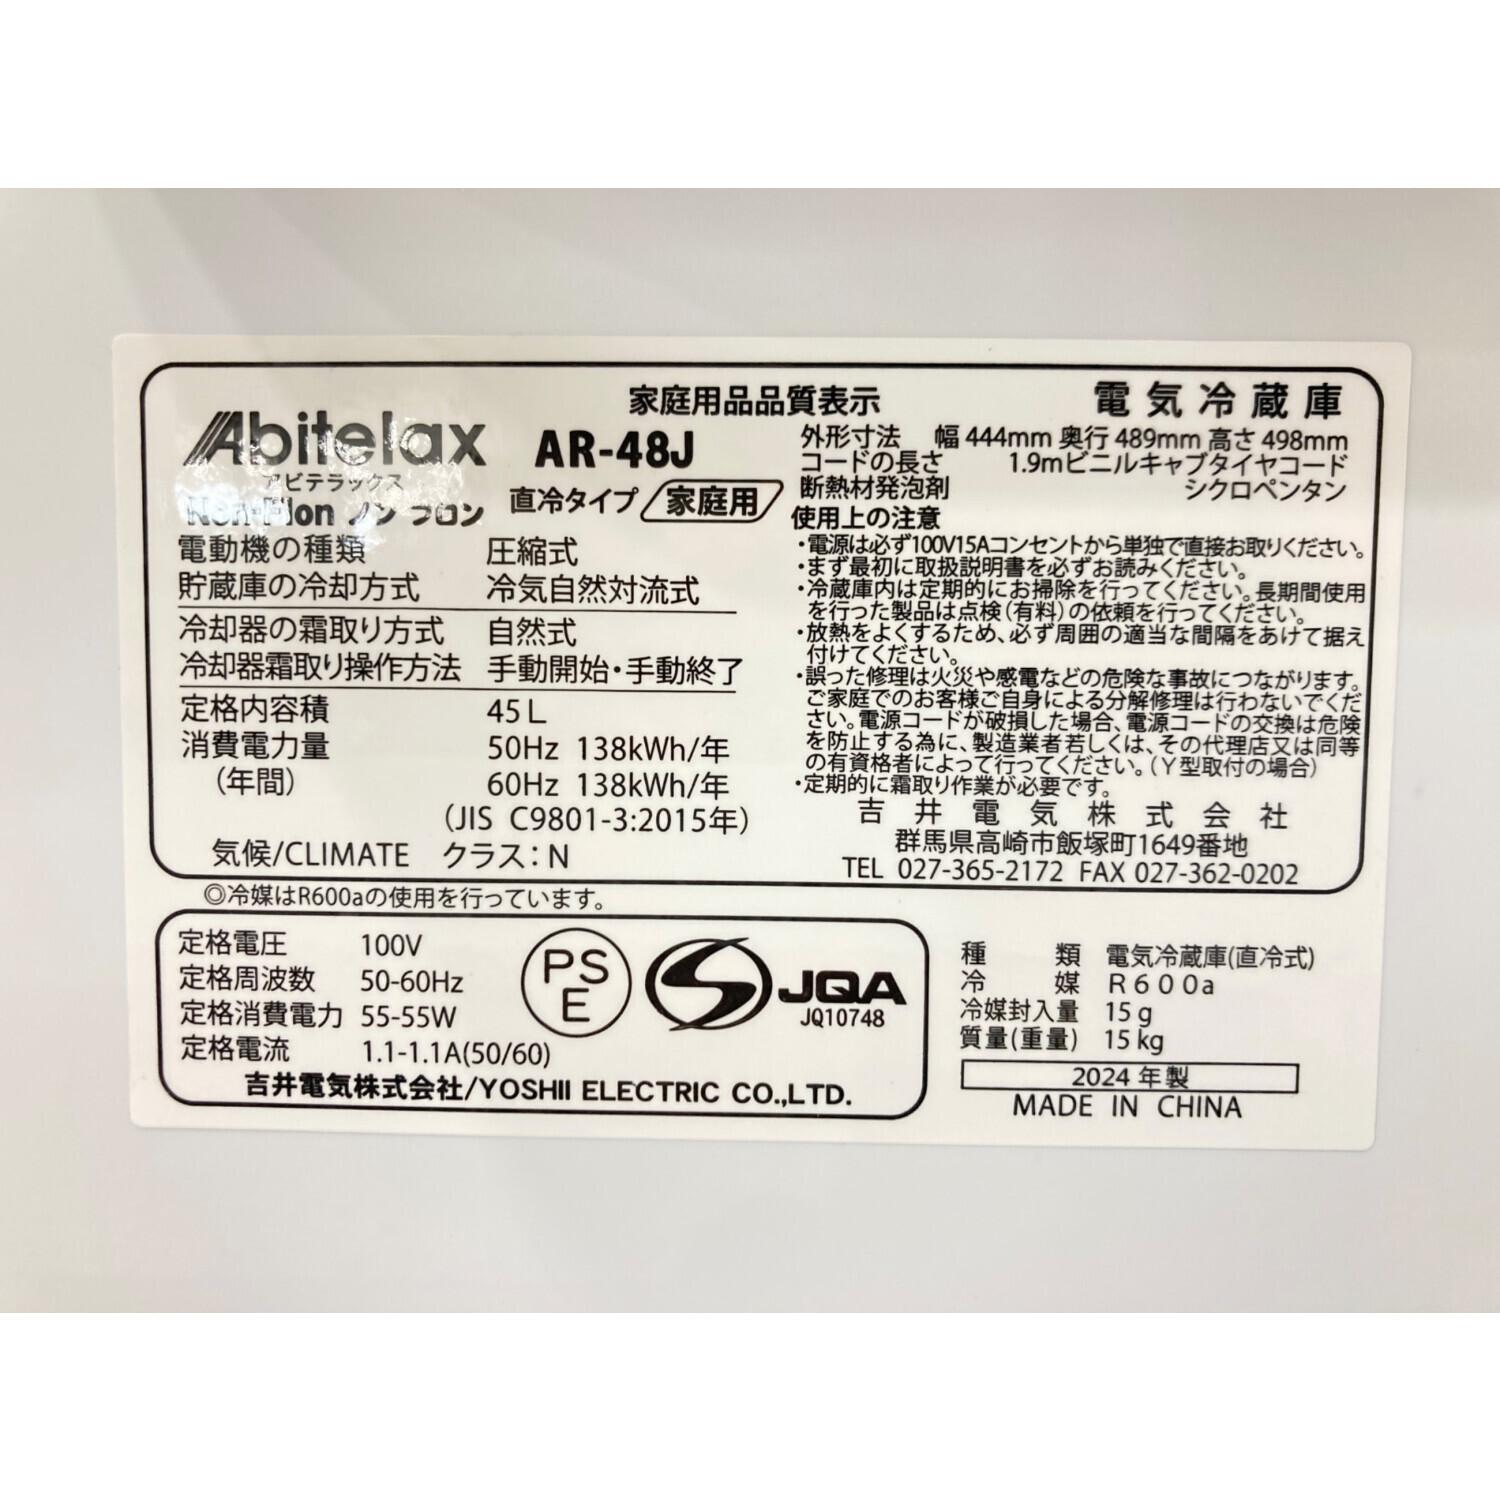 家庭用品品質表示
電気冷蔵庫
Abitelax
アビテラックス
Non-Flon ノンフロン
AR-48J
直冷タイプ 家庭用
電動機の種類 圧縮式
貯蔵庫の冷却方式 冷気自然対流式
冷却器の霜取り方式 自然式
冷却器霜取り操作方法 手動開始・手動終了
定格内容積 45L
消費電力量 50Hz 138kWh/年
(年間) 60Hz 138kWh/年
(JIS C9801-3:2015年)
気候/CLIMATE クラス:N
外形寸法 幅444mm 奥行489mm 高さ498mm
コードの長さ 1.9mビニルキャブタイヤコード
断熱材発泡剤 シクロペンタン
使用上の注意
・電源は必ず100V15Aコンセントから単独で直接お取りください。
・まず最初に取扱説明書を必ずお読みください。
・冷蔵庫内は定期的にお掃除を行ってください。長期間使用
を行った製品は点検(有料)の依頼を行ってください。
・放熱をよくするため、必ず周囲の適当な間隔をあけて据え
付けてください。
・誤った修理は火災や感電などの危険な事故につながります。
ご家庭でのお客様ご自身による分解修理は行わないでくだ
さい。電源コードが破損した場合、電源コードの交換は危険
を防止する為に、製造業者若しくは、その代理店又は同等
の有資格者によって行ってください。(Y型取付の場合)
・定期的に霜取り作業が必要です。
吉井電気株式会社
群馬県高崎市飯塚町1649番地
TEL 027-365-2172 FAX 027-362-0202
◎冷媒はR600aの使用を行っています。
定格電圧 100V
定格周波数 50-60Hz
定格消費電力 55-55W
定格電流 1.1-1.1A(50/60)
PS
E
JQA
JQ10748
吉井電気株式会社/YOSHII ELECTRIC CO.,LTD.
種類 電気冷蔵庫(直冷式)
冷媒 R600a
冷媒封入量 15g
質量(重量) 15kg
2024年製
MADE IN CHINA